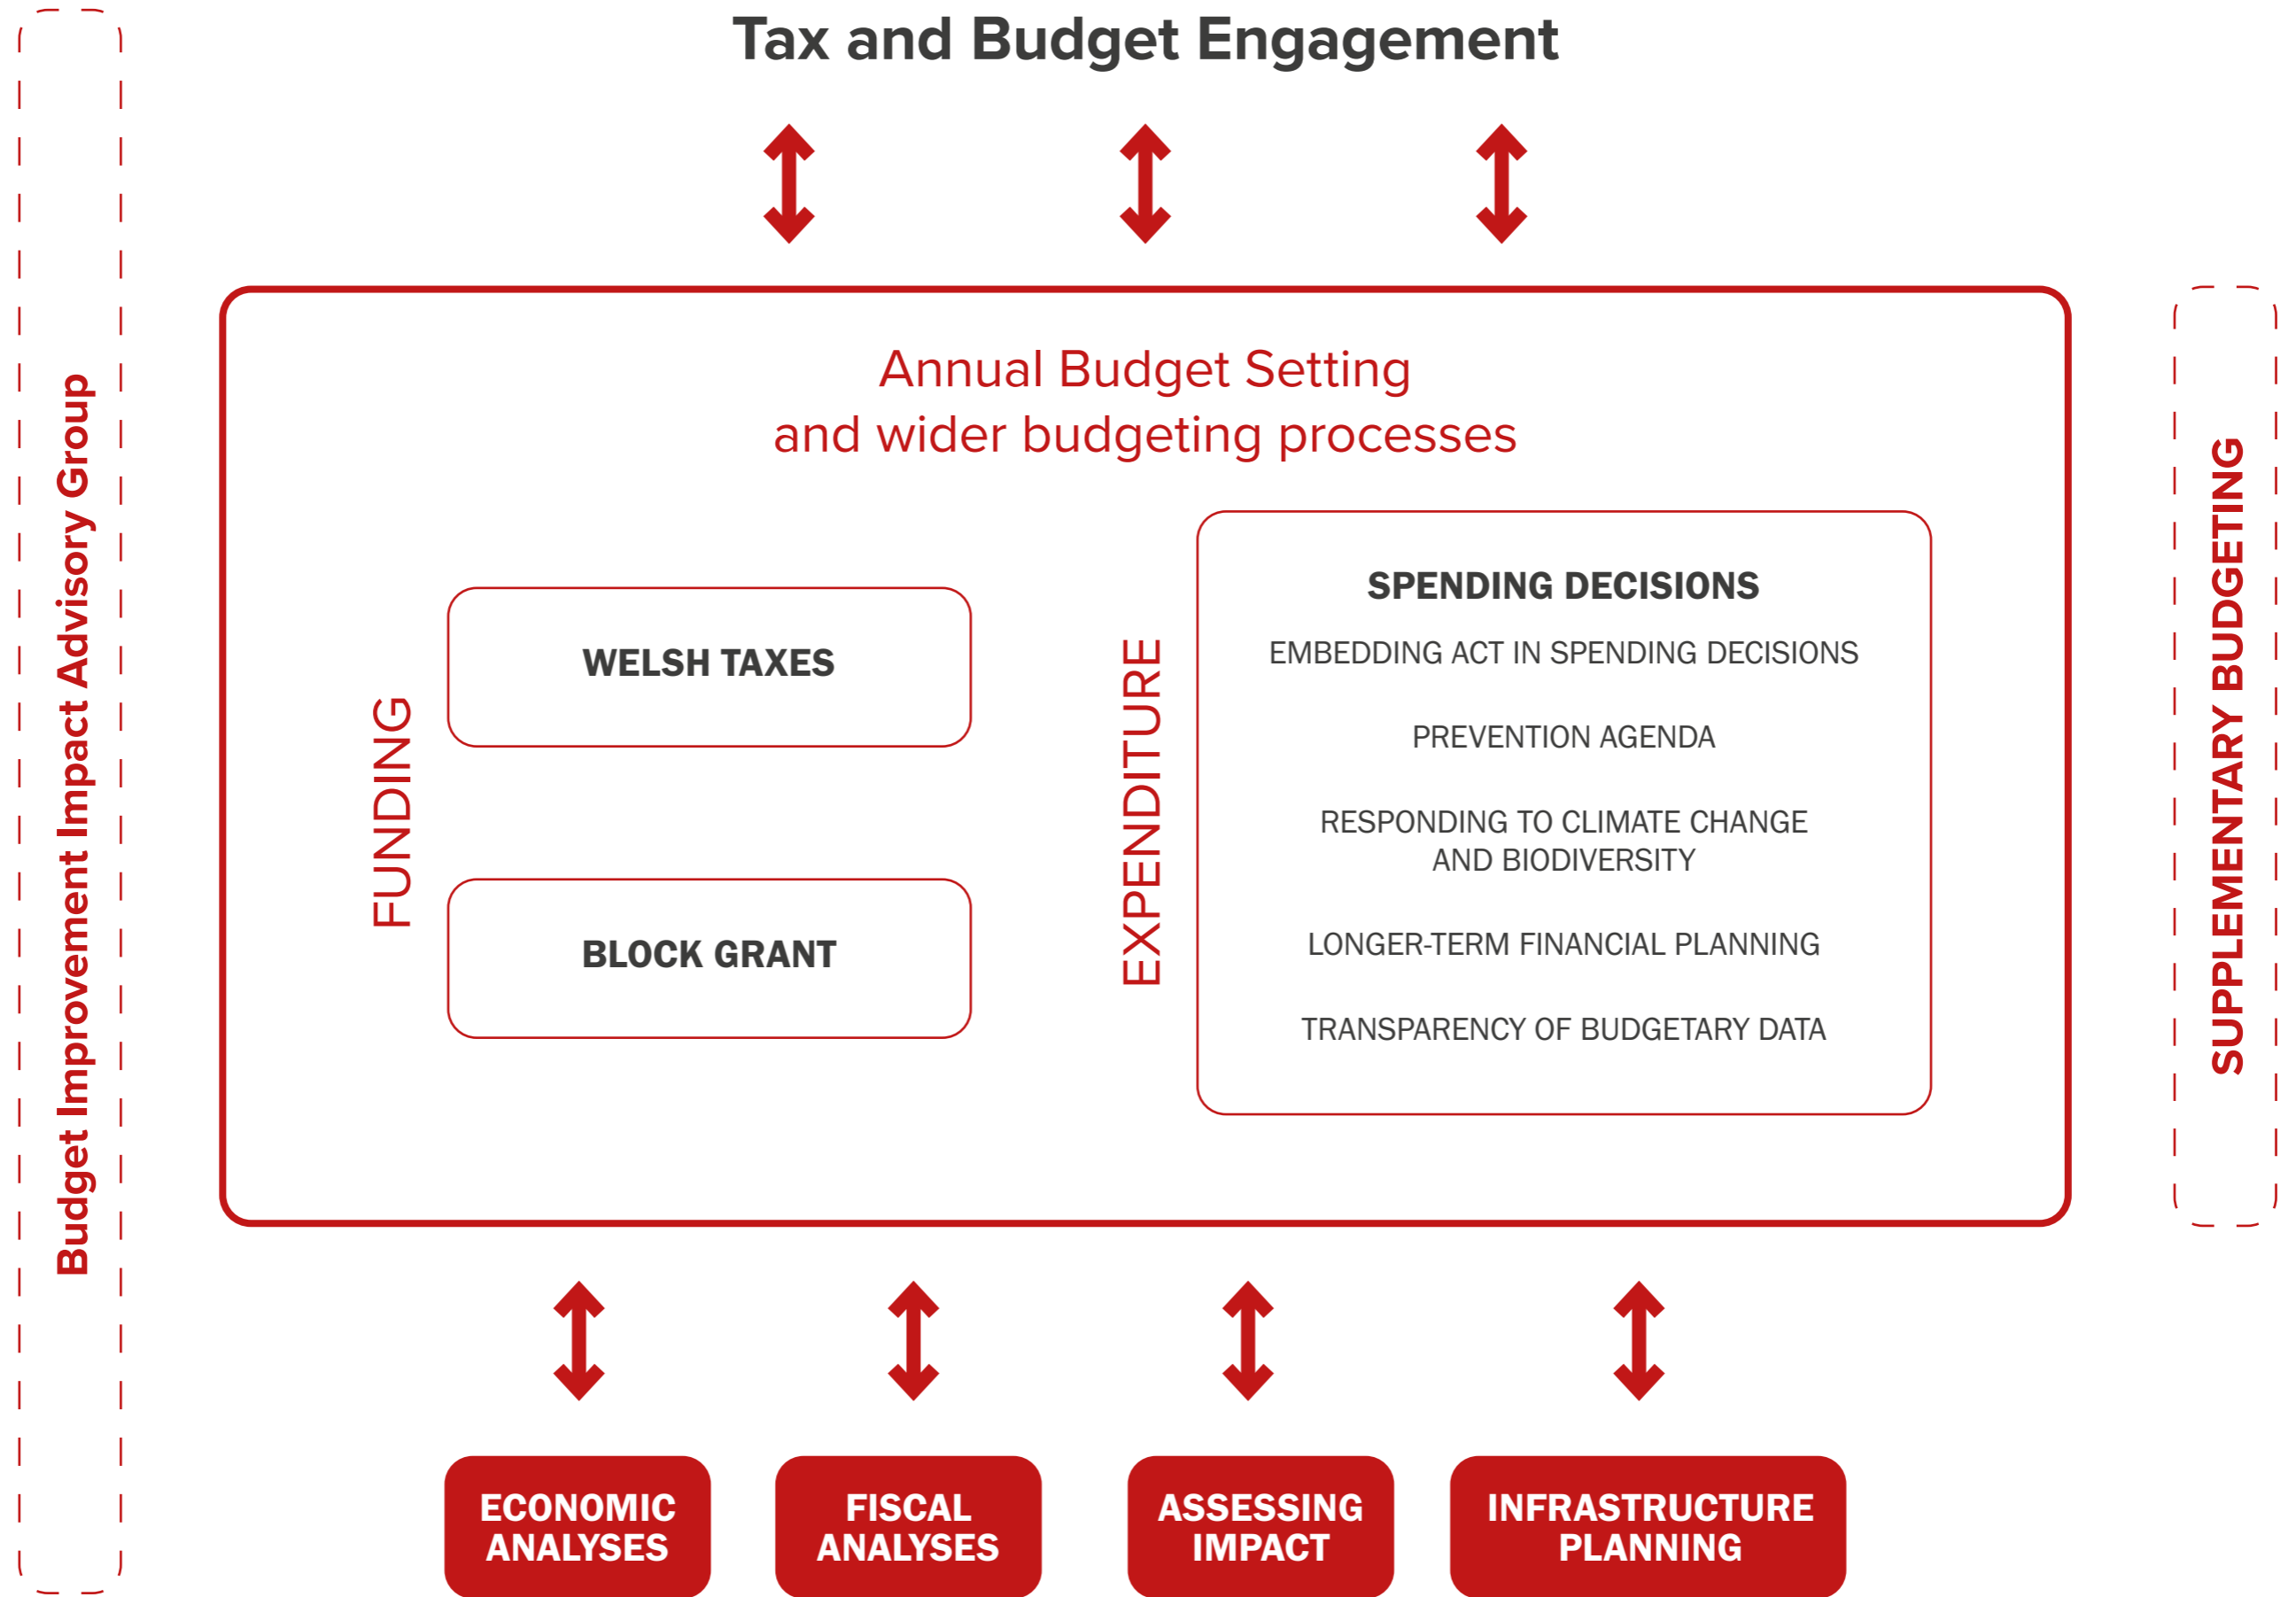 Tax and Budget Engagement
Budget Improvement Impact Advisory Group
Annual Budget Setting
and wider budgeting processes
FUNDING
WELSH TAXES
BLOCK GRANT
EXPENDITURE
SPENDING DECISIONS
EMBEDDING ACT IN SPENDING DECISIONS
PREVENTION AGENDA
RESPONDING TO CLIMATE CHANGE
AND BIODIVERSITY
LONGER-TERM FINANCIAL PLANNING
TRANSPARENCY OF BUDGETARY DATA
SUPPLEMENTARY BUDGETING
ECONOMIC
ANALYSES
FISCAL
ANALYSES
ASSESSING
IMPACT
INFRASTRUCTURE
PLANNING